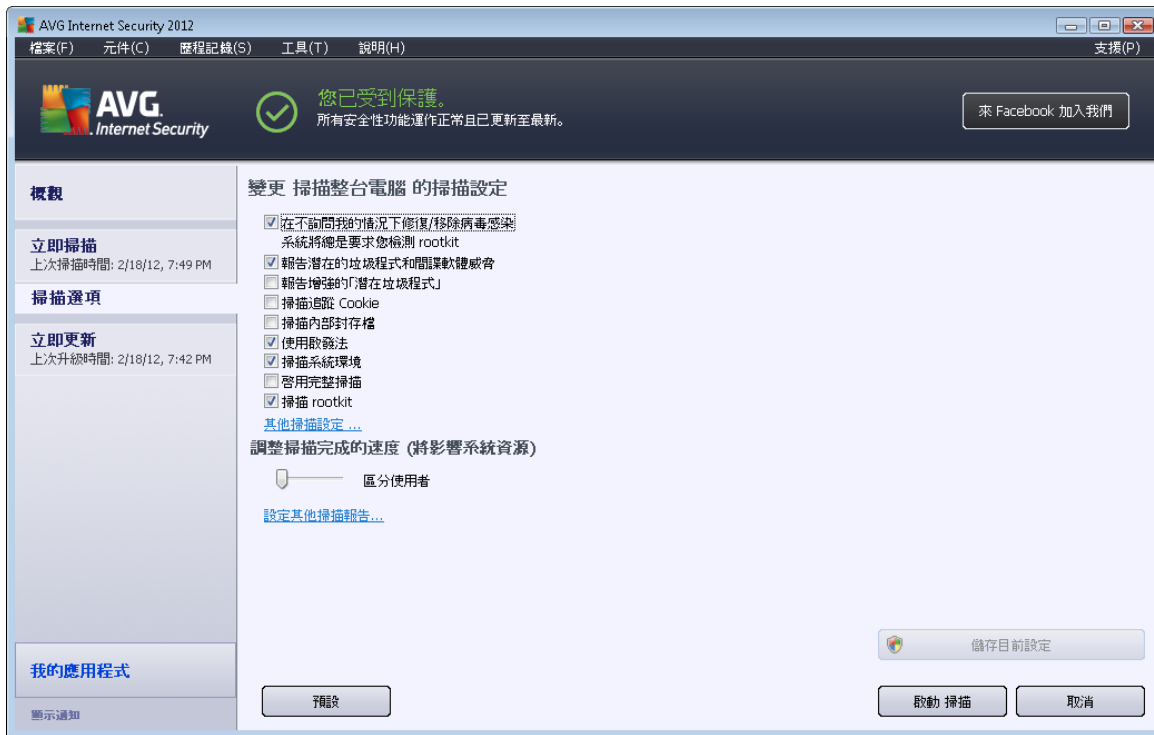 AVG Internet Security 2012
檔案(F) 元件(C) 歷程記錄(S) 工具(T) 說明(H) 支援(P)
AVG.
Internet Security
您已受到保護。
所有安全性功能運作正常且已更新至最新。
來 Facebook 加入我們
概觀
立即掃描
上次掃描時間: 2/18/12, 7:49 PM
掃描選項
立即更新
上次升級時間: 2/18/12, 7:42 PM
我的應用程式
顯示通知
變更 掃描整台電腦 的掃描設定
在不詢問我的情況下修復/移除病毒感染
系統將總是要求您檢測 rootkit
報告潛在的垃圾程式和間諜軟體威脅
報告增強的「潛在垃圾程式」
掃描追蹤 Cookie
掃描內部封存檔
使用啟發法
掃描系統環境
啓用完整掃描
掃描 rootkit
其他掃描設定 ...
調整掃描完成的速度 (將影響系統資源)
區分使用者
設定其他掃描報告...
儲存目前設定
預設
啟動 掃描
取消